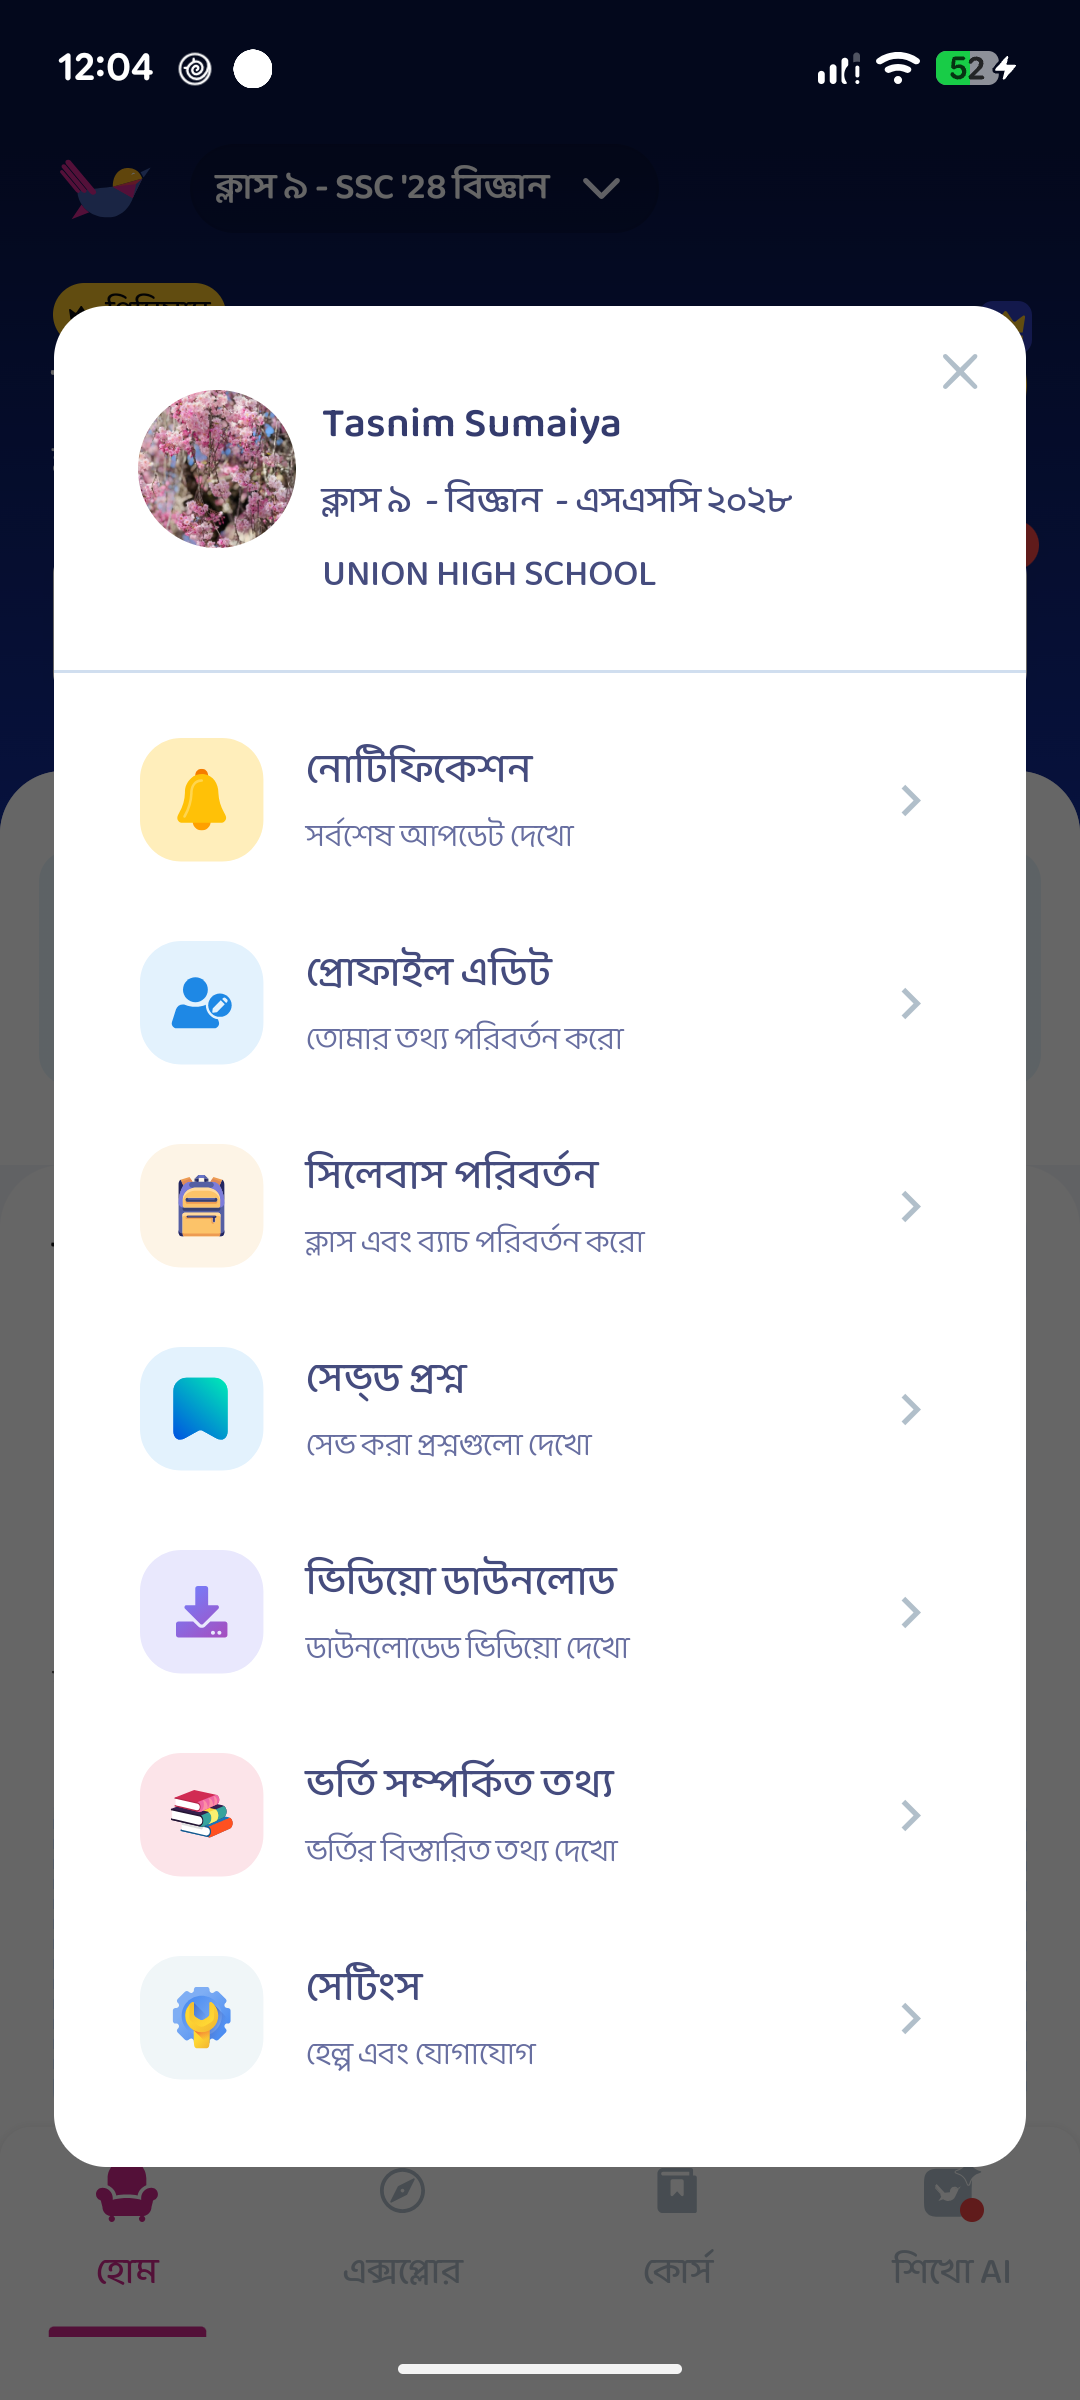 12:04
52
ক্লাস ৯ - SSC '28 বিজ্ঞান
Tasnim Sumaiya
ক্লাস ৯ - বিজ্ঞান - এসএসসি ২০২৮
UNION HIGH SCHOOL
নোটিফিকেশন
সর্বশেষ আপডেট দেখো
প্রোফাইল এডিট
তোমার তথ্য পরিবর্তন করো
সিলেবাস পরিবর্তন
ক্লাস এবং ব্যাচ পরিবর্তন করো
সেভ্ড প্রশ্ন
সেভ করা প্রশ্নগুলো দেখো
ভিডিয়ো ডাউনলোড
ডাউনলোডেড ভিডিয়ো দেখো
ভর্তি সম্পর্কিত তথ্য
ভর্তির বিস্তারিত তথ্য দেখো
সেটিংস
হেল্প এবং যোগাযোগ
হোম
এক্সপ্লোর
কোর্স
শিখো AI